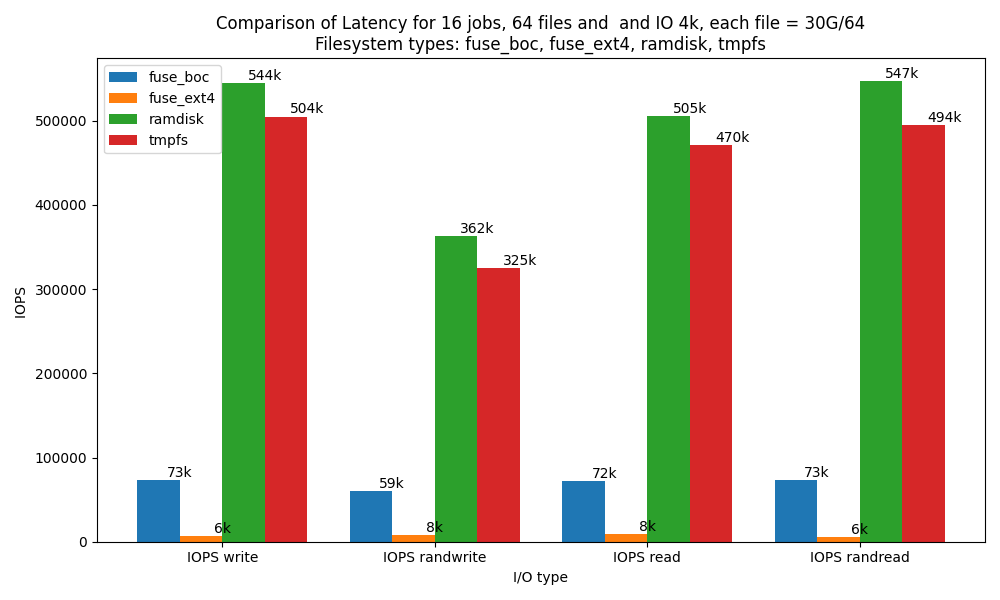 Comparison of Latency for 16 jobs, 64 files and  and IO 4k, each file = 30G/64
Filesystem types: fuse_boc, fuse_ext4, ramdisk, tmpfs
fuse_boc
fuse_ext4
ramdisk
tmpfs
IOPS
500000
400000
300000
200000
100000
0
73k
6k
544k
504k
59k
8k
362k
325k
72k
8k
505k
470k
73k
6k
547k
494k
IOPS write
IOPS randwrite
IOPS read
IOPS randread
I/O type